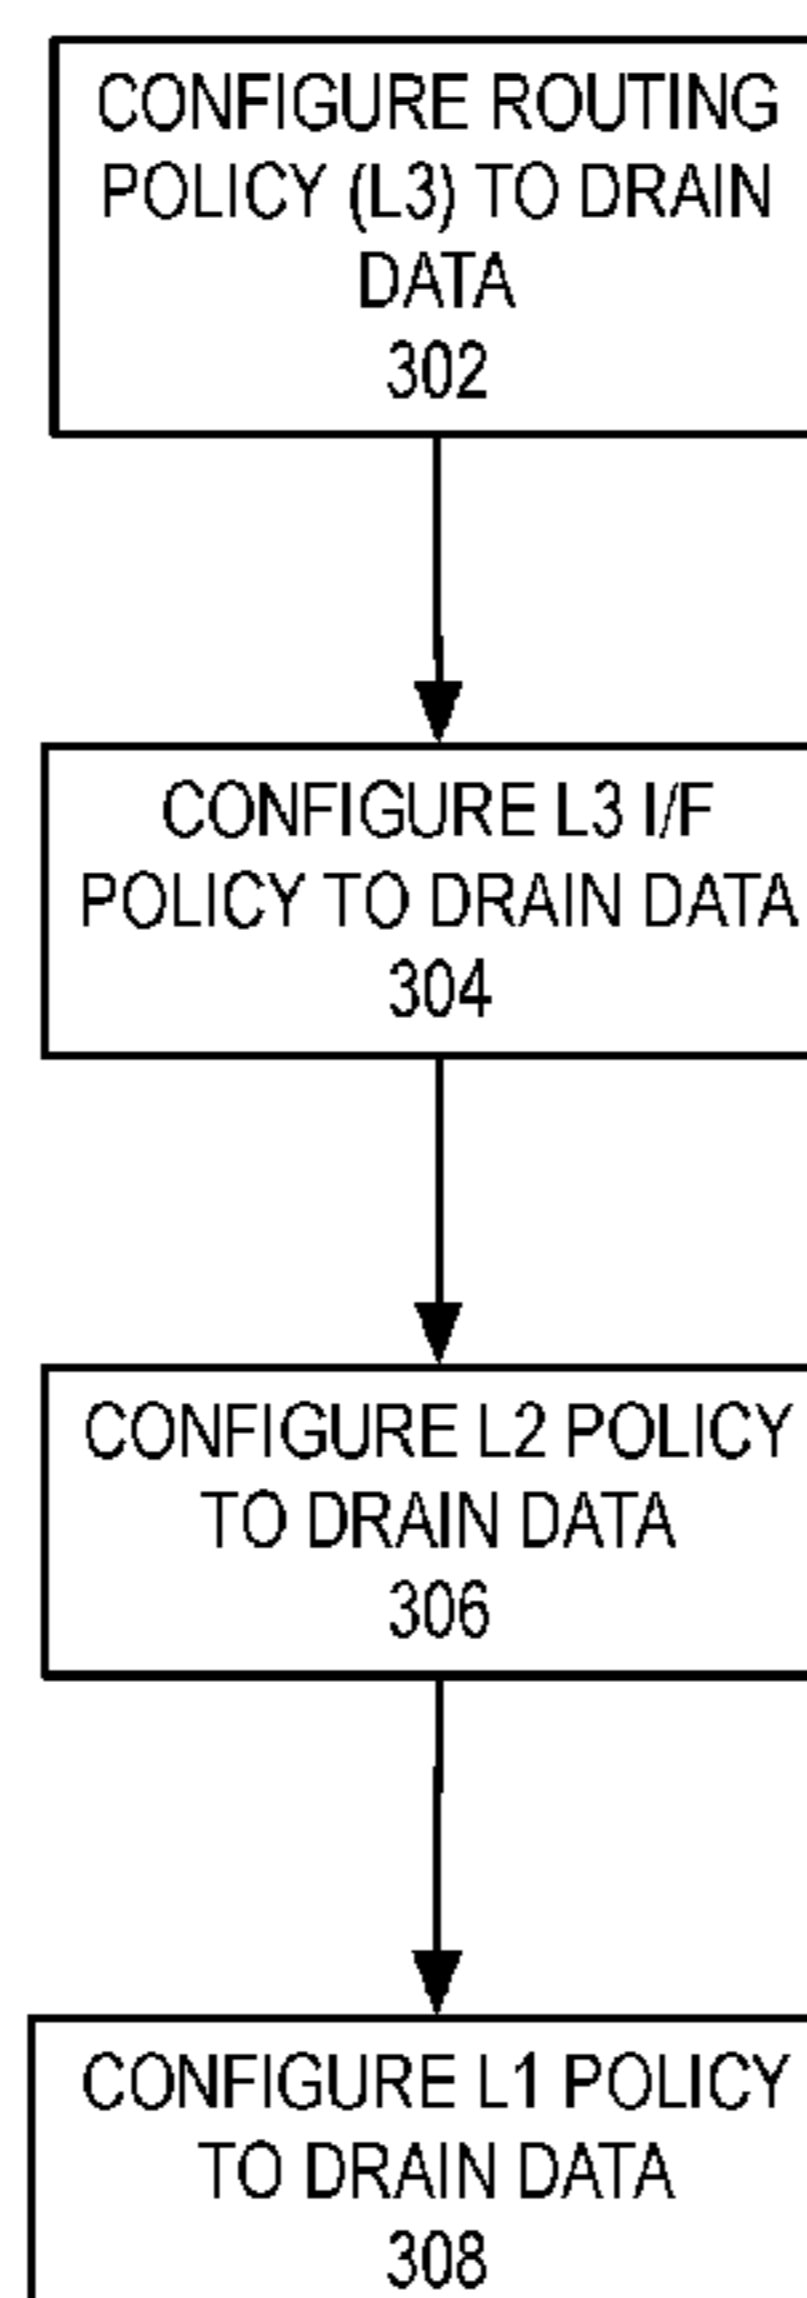 CONFIGURE ROUTING
POLICY (L3) TO DRAIN
DATA
302
CONFIGURE L3 I/F
POLICY TO DRAIN DATA
304
CONFIGURE L2 POLICY
TO DRAIN DATA
306
CONFIGURE L1 POLICY
TO DRAIN DATA
308